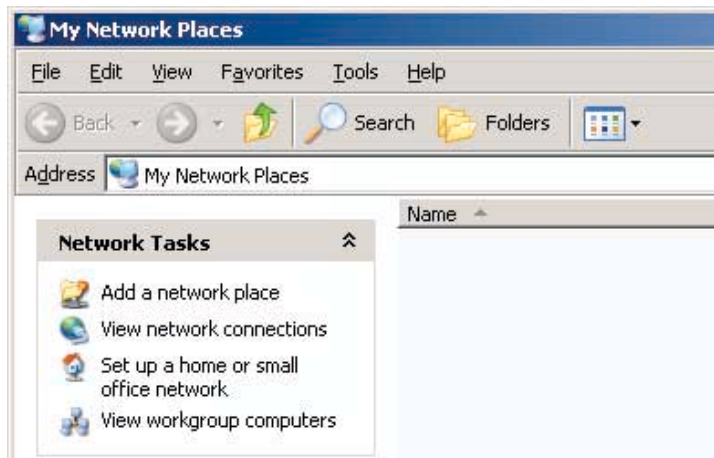 My Network Places
File Edit View Favorites Tools Help
Back Search Folders
Address My Network Places
Name
Network Tasks
Add a network place
View network connections
Set up a home or small
office network
View workgroup computers